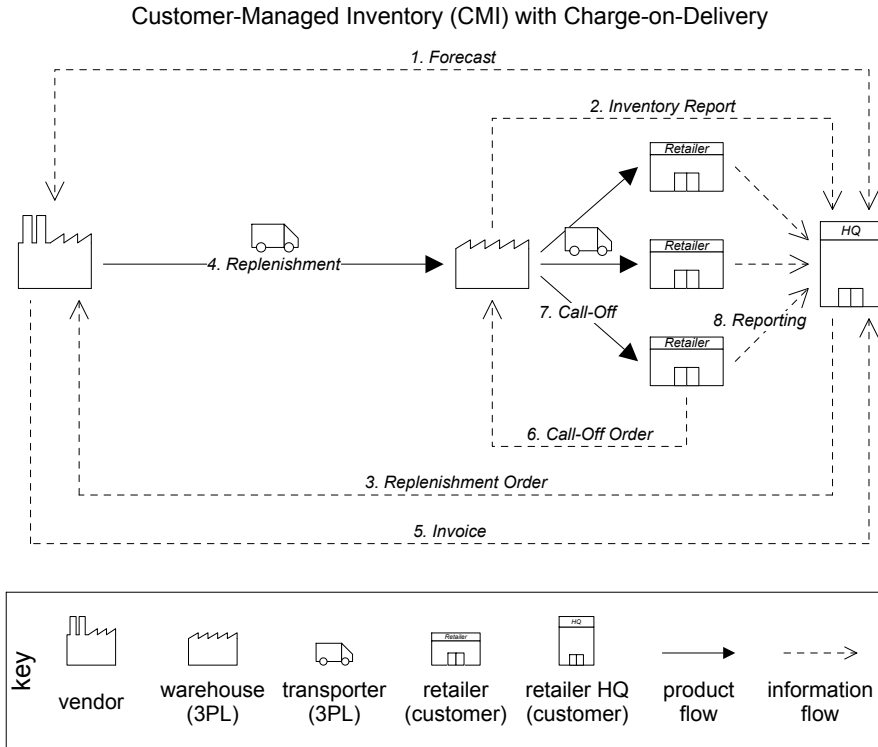 Customer-Managed Inventory (CMI) with Charge-on-Delivery
1. Forecast
2. Inventory Report
Retailer
HQ
4. Replenishment
Retailer
7. Call-Off
8. Reporting
Retailer
6. Call-Off Order
3. Replenishment Order
5. Invoice
key
Retailer
HQ
vendor
warehouse
(3PL)
transporter
(3PL)
retailer
(customer)
retailer HQ
(customer)
product
flow
information
flow